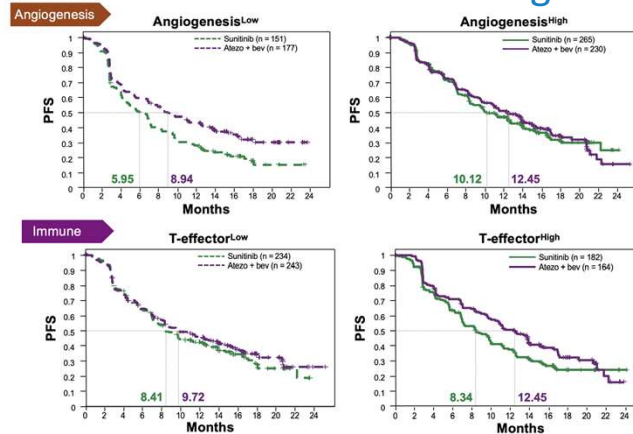 Angiogenesis
Angiogenesis^Low
Sunitinib (n = 151)
Atezo + bev (n = 177)
PFS
1
0.9
0.8
0.7
0.6
0.5
0.4
0.3
0.2
0.1
0
5.95
8.94
0 2 4 6 8 10 12 14 16 18 20 22 24
Months
Angiogenesis^High
Sunitinib (n = 265)
Atezo + bev (n = 230)
PFS
1
0.9
0.8
0.7
0.6
0.5
0.4
0.3
0.2
0.1
0
10.12
12.45
0 2 4 6 8 10 12 14 16 18 20 22 24
Months
Immune
T-effector^Low
Sunitinib (n = 234)
Atezo + bev (n = 243)
PFS
1
0.9
0.8
0.7
0.6
0.5
0.4
0.3
0.2
0.1
0
8.41
9.72
0 2 4 6 8 10 12 14 16 18 20 22 24
Months
T-effector^High
Sunitinib (n = 182)
Atezo + bev (n = 164)
PFS
1
0.9
0.8
0.7
0.6
0.5
0.4
0.3
0.2
0.1
0
8.34
12.45
0 2 4 6 8 10 12 14 16 18 20 22 24
Months